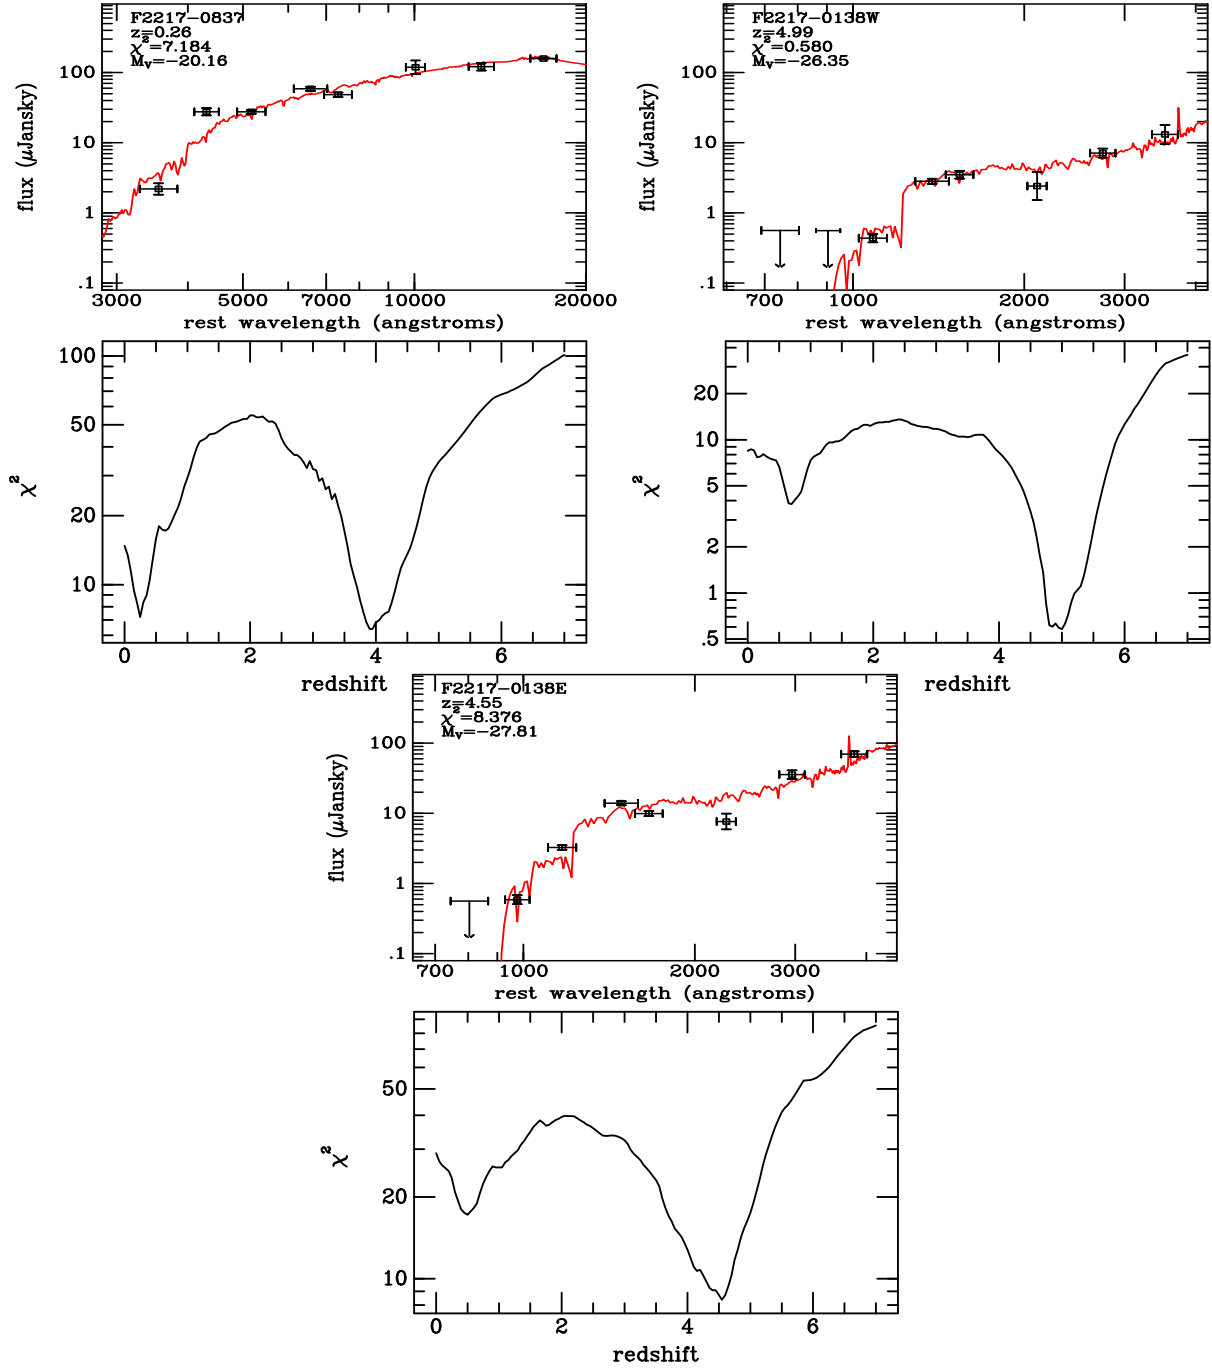 F2217−0837
z=0.26
χ²=7.184
M_V=−20.16
flux (μJansky)
100
10
1
.1
3000 5000 7000 10000 20000
rest wavelength (angstroms)
F2217−0138W
z=4.99
χ²=0.580
M_V=−26.35
flux (μJansky)
100
10
1
.1
700 1000 2000 3000
rest wavelength (angstroms)
χ²
100
50
20
10
0 2 4 6
redshift
χ²
20
10
5
2
1
.5
0 2 4 6
redshift
F2217−0138E
z=4.55
χ²=8.376
M_V=−27.81
flux (μJansky)
100
10
1
.1
700 1000 2000 3000
rest wavelength (angstroms)
χ²
50
20
10
0 2 4 6
redshift